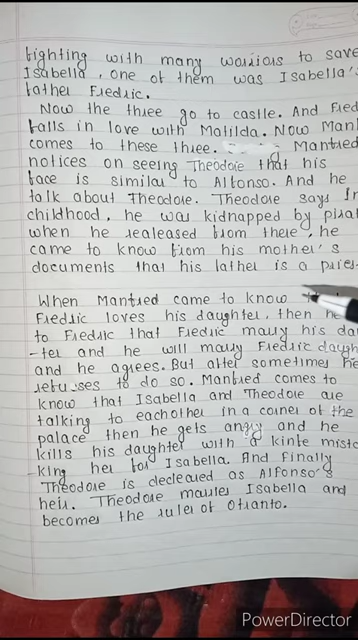 fighting with many worriors to save
Isabella, one of them was Isabella's
father Fredric.
Now the three go to castle. And Fred
falls in love with Matilda. Now Man
comes to these three. Manfred
notices on seeing Theodore that his
face is similar to Alfonso. And he
talk about Theodore. Theodore says In
childhood, he was kidnapped by pirat
when he realeased from there, he
came to know from his mother's
documents that his father is a pries-
When Manfred came to know
Fredric loves his daughter, then he
to Fredric that Fredric marry his da
-ter and he will marry Fredric daugh
and he agrees. But after sometimes he
refuses to do so. Manfred comes to
know that Isabella and Theodore are
talking to eachother in a corner of the
palace then he gets angry and he
kills his daughter with a kinfe mista
-king her for Isabella. And finally
Theodore is decleared as Alfonso's
heir. Theodore marries Isabella and
becomes the ruler of Otranto.
PowerDirector